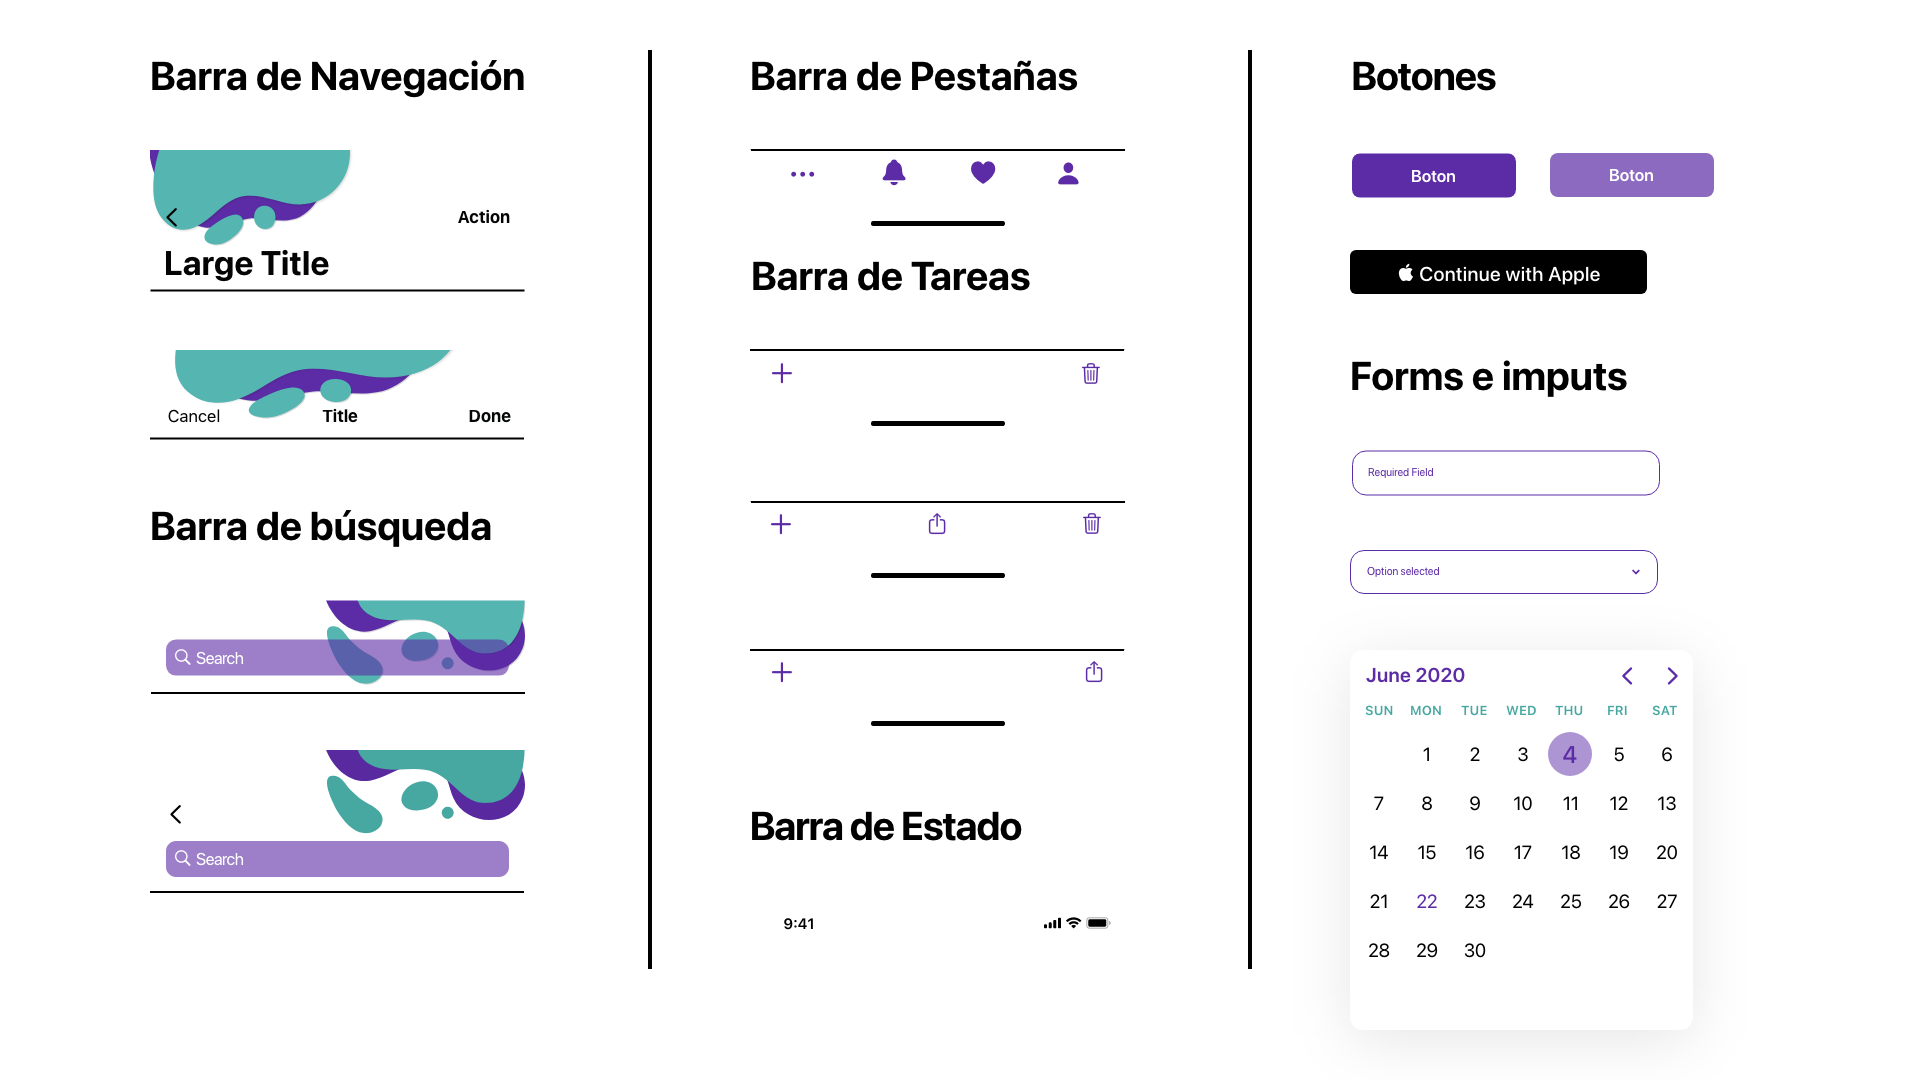 Barra de Navegación
Action
Large Title
Cancel Title Done
Barra de búsqueda
Search
Search
Barra de Pestañas
Barra de Tareas
Barra de Estado
9:41
Botones
Boton Boton
Continue with Apple
Forms e imputs
Required Field
Option selected
June 2020
SUN MON TUE WED THU FRI SAT
1 2 3 4 5 6
7 8 9 10 11 12 13
14 15 16 17 18 19 20
21 22 23 24 25 26 27
28 29 30